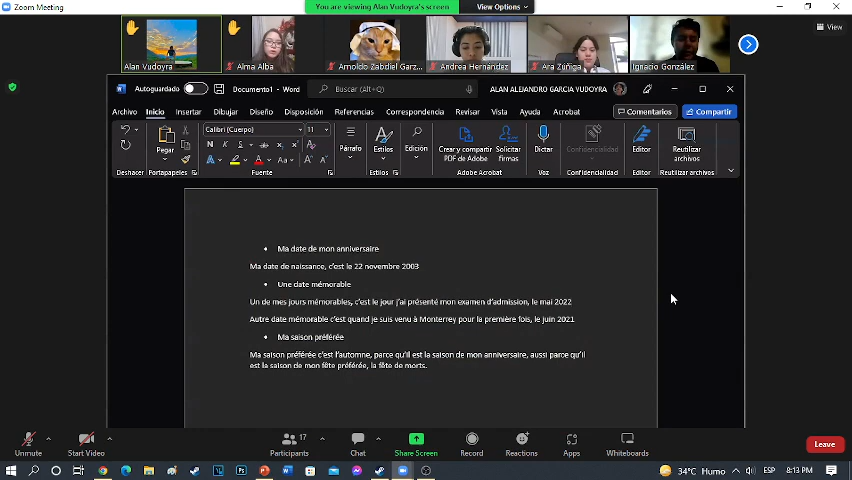 Zoom Meeting
You are viewing Alan Vudoyra's screen
View Options
Alan Vudoyra
Alma Alba
Arnoldo Zabdiel Garz...
Andrea Hernández
Ara Zúñiga
Ignacio González
View
Autoguardado
Documento1 - Word
Buscar (Alt+Q)
ALAN ALEJANDRO GARCIA VUDOYRA
Archivo Inicio Insertar Dibujar Diseño Disposición Referencias Correspondencia Revisar Vista Ayuda Acrobat
Comentarios
Compartir
Calibri (Cuerpo) 11
Pegar
Párrafo
Estilos
Edición
Crear y compartir PDF de Adobe
Solicitar firmas
Dictar
Confidencialidad
Editor
Reutilizar archivos
Deshacer
Portapapeles
Fuente
Estilos
Adobe Acrobat
Voz
Confidencialidad
Editor
Reutilizar archivos
• Ma date de mon anniversaire
Ma date de naissance, c'est le 22 novembre 2003
• Une date mémorable
Un de mes jours mémorables, c'est le jour j'ai présenté mon examen d'admission, le mai 2022
Autre date mémorable c'est quand je suis venu à Monterrey pour la première fois, le juin 2021
• Ma saison préférée
Ma saison préférée c'est l'automne, parce qu'il est la saison de mon anniversaire, aussi parce qu'il
est la saison de mon fête préférée, la fête de morts.
Unmute
Start Video
Participants
17
Chat
Share Screen
Record
Reactions
Apps
Whiteboards
Leave
34°C Humo
ESP
8:13 PM